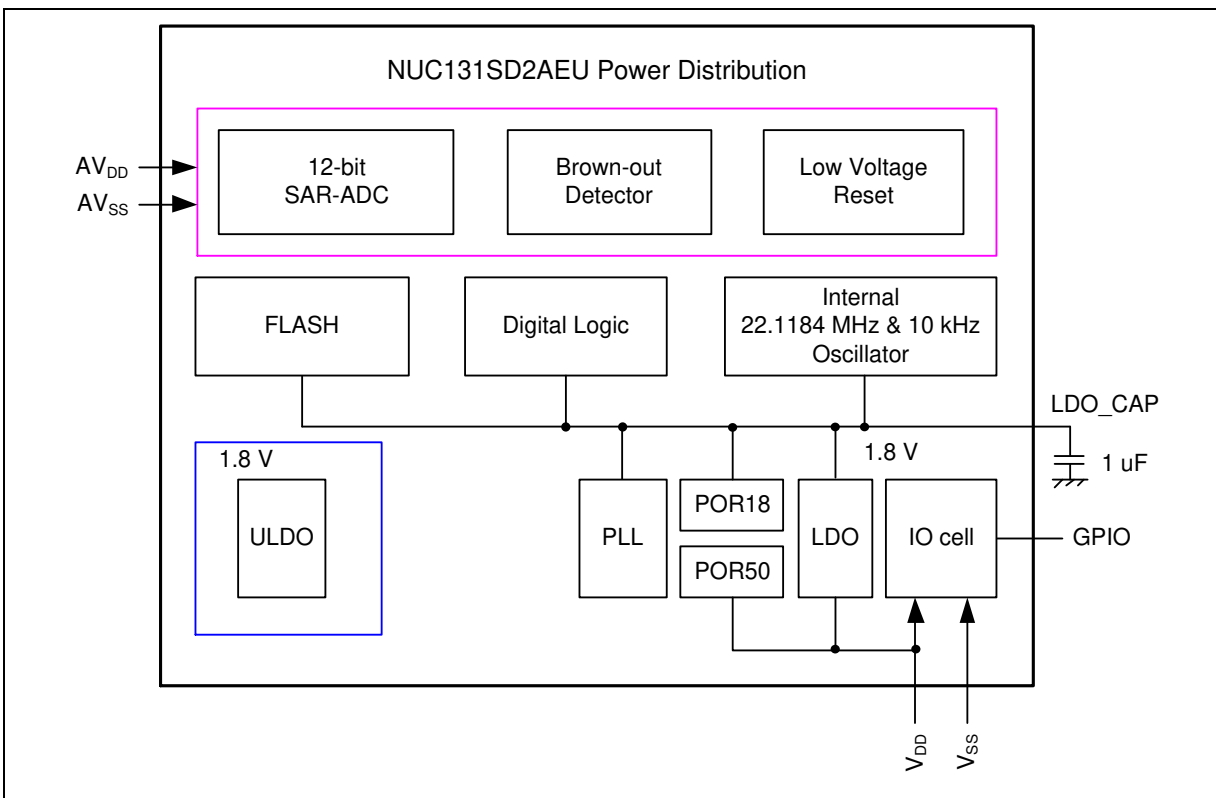 NUC131SD2AEU Power Distribution
AVDD
AVSS
12-bit
SAR-ADC
Brown-out
Detector
Low Voltage
Reset
FLASH
Digital Logic
Internal
22.1184 MHz & 10 kHz
Oscillator
LDO_CAP
1.8 V
1.8 V
1 uF
ULDO
PLL
POR18
POR50
LDO
IO cell
GPIO
VDD
VSS